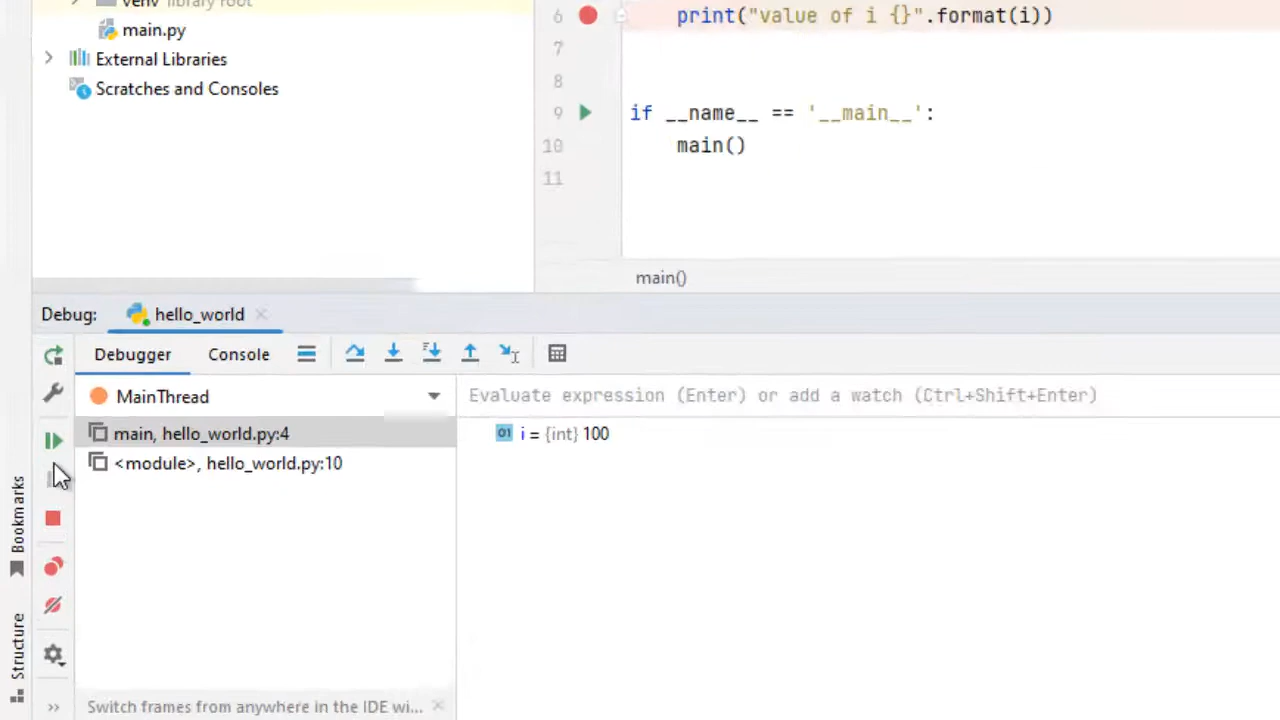 venv library root
main.py
External Libraries
Scratches and Consoles
6 print("value of i {}".format(i))
7
8
9 if __name__ == '__main__':
10 main()
11
main()
Debug: hello_world
Debugger Console
MainThread
Evaluate expression (Enter) or add a watch (Ctrl+Shift+Enter)
main, hello_world.py:4
01 i = {int} 100
<module>, hello_world.py:10
Bookmarks
Structure
Switch frames from anywhere in the IDE wi...